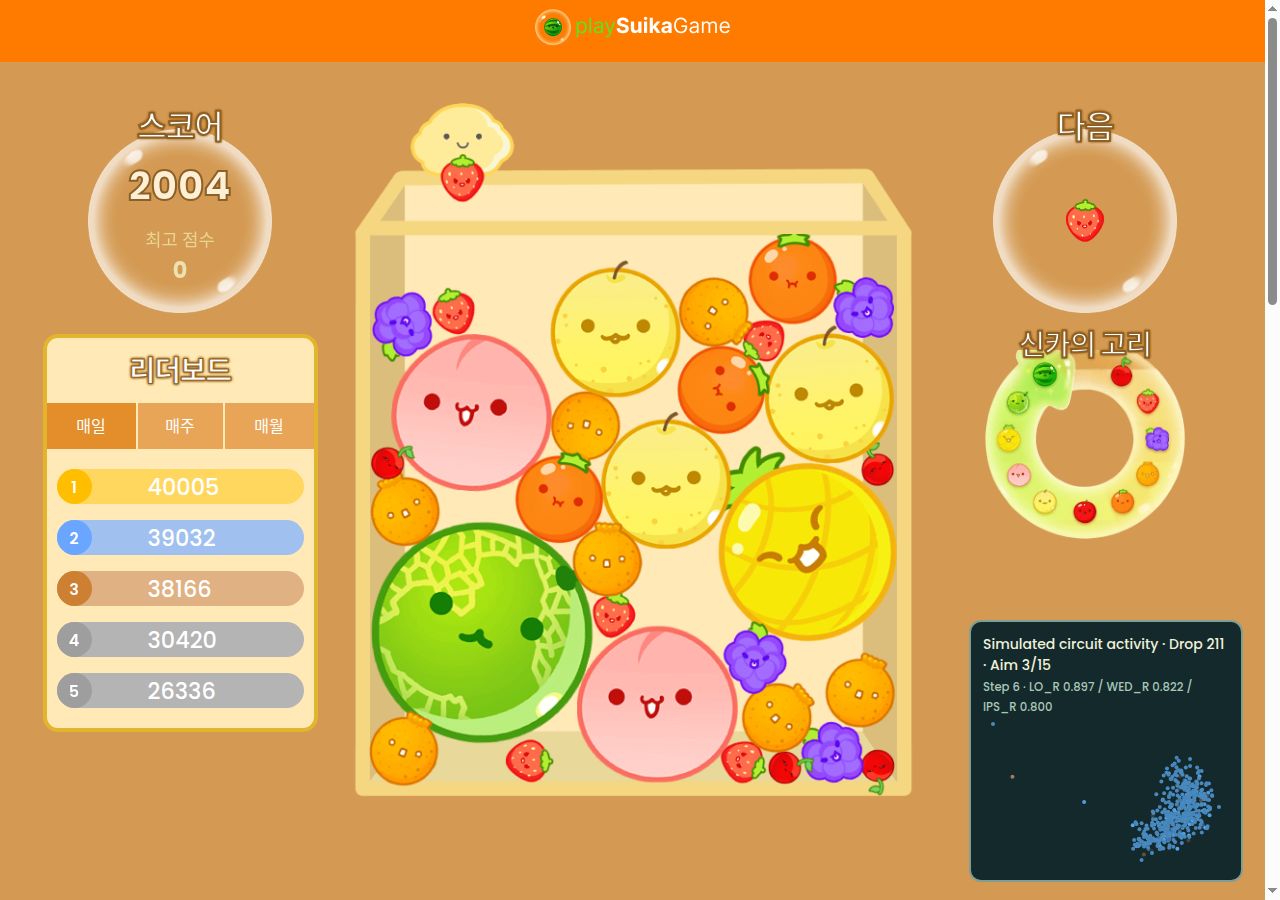 playSuikaGame
스코어
2004
최고 점수
0
다음
신카의 고리
리더보드
매일
매주
매월
1 40005
2 39032
3 38166
4 30420
5 26336
Simulated circuit activity · Drop 211
· Aim 3/15
Step 6 · LO_R 0.897 / WED_R 0.822 /
IPS_R 0.800